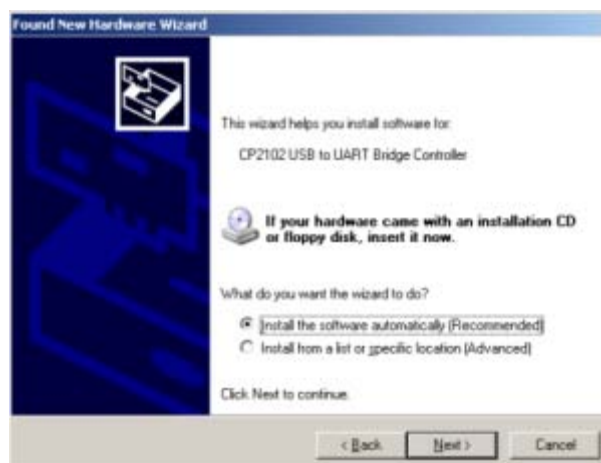 Found New Hardware Wizard
This wizard helps you install software for:
CP2102 USB to UART Bridge Controller
If your hardware came with an installation CD
or floppy disk, insert it now.
What do you want the wizard to do?
Install the software automatically (Recommended)
Install from a list or specific location (Advanced)
Click Next to continue.
< Back
Next >
Cancel